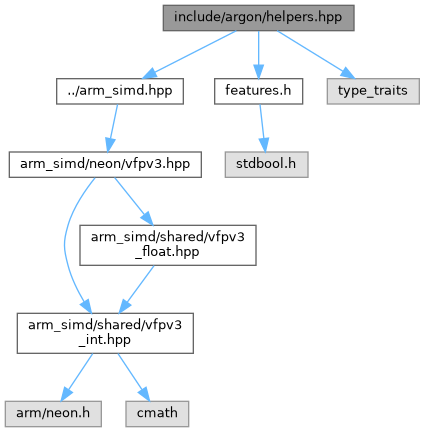 include/argon/helpers.hpp
../arm_simd.hpp
features.h
type_traits
arm_simd/neon/vfpv3.hpp
stdbool.h
arm_simd/shared/vfpv3
_float.hpp
arm_simd/shared/vfpv3
_int.hpp
arm/neon.h
cmath